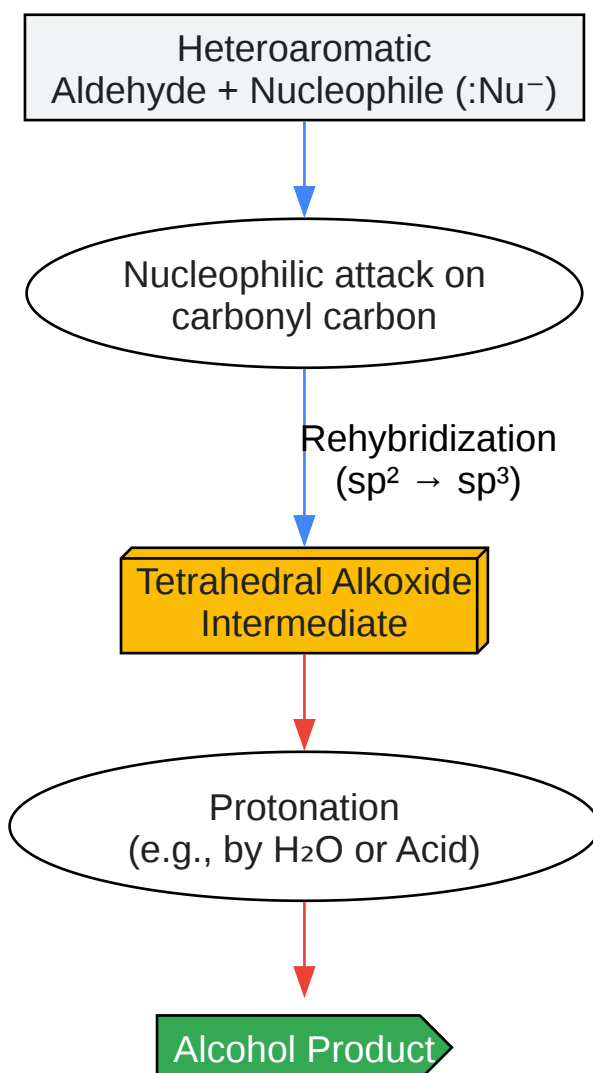 Heteroaromatic
Aldehyde + Nucleophile (:Nu⁻)
Nucleophilic attack on
carbonyl carbon
Rehybridization
(sp² → sp³)
Tetrahedral Alkoxide
Intermediate
Protonation
(e.g., by H₂O or Acid)
Alcohol Product